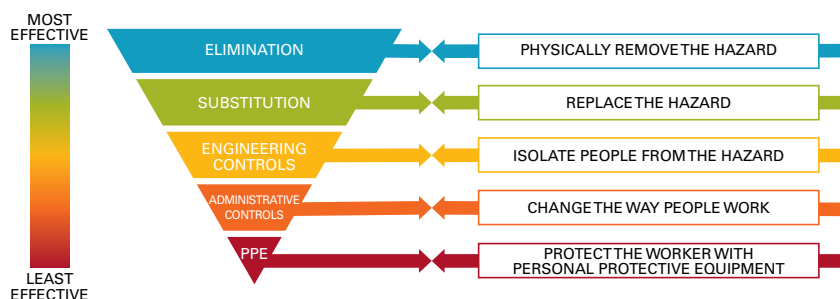 MOST
EFFECTIVE
ELIMINATION
PHYSICALLY REMOVE THE HAZARD
SUBSTITUTION
REPLACE THE HAZARD
ENGINEERING
CONTROLS
ISOLATE PEOPLE FROM THE HAZARD
ADMINISTRATIVE
CONTROLS
CHANGE THE WAY PEOPLE WORK
PPE
PROTECT THE WORKER WITH
PERSONAL PROTECTIVE EQUIPMENT
LEAST
EFFECTIVE